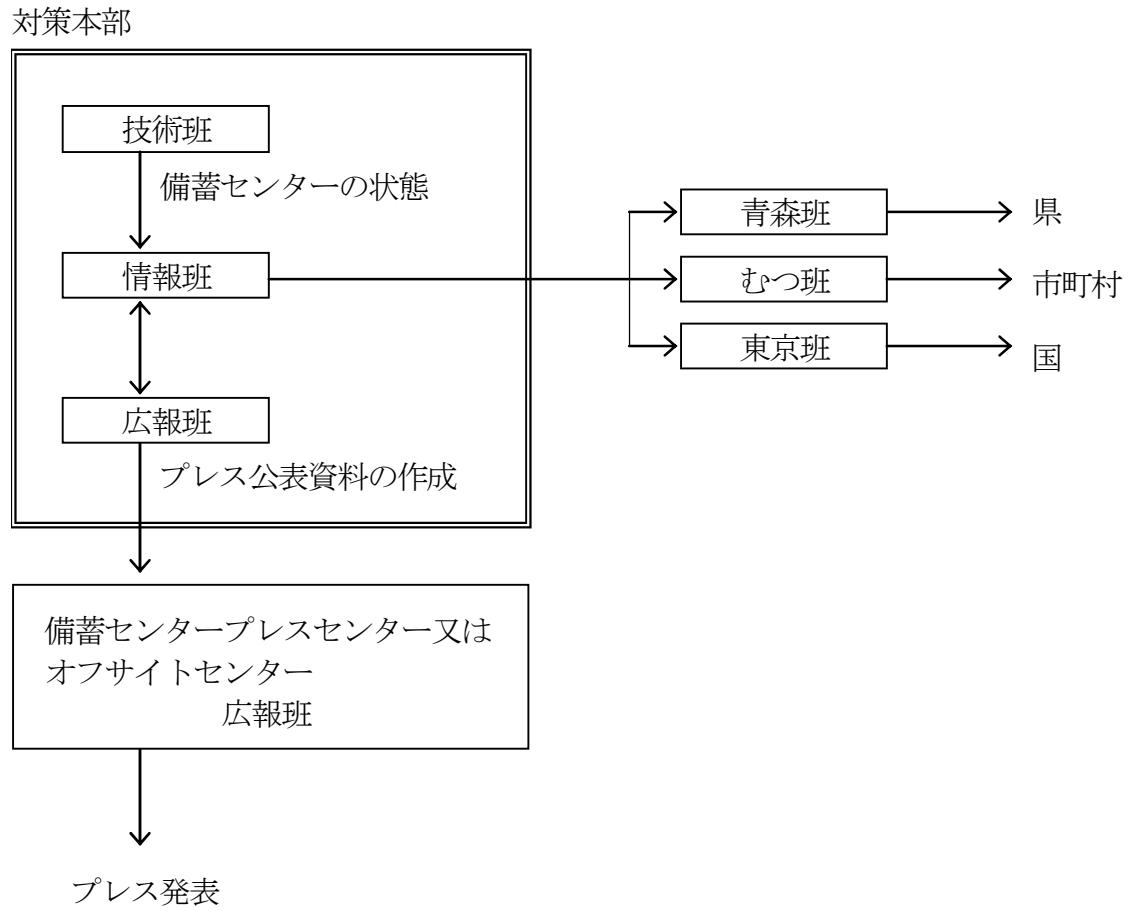 対策本部
技術班
備蓄センターの状態
情報班
広報班
プレス公表資料の作成
青森班
県
むつ班
市町村
東京班
国
備蓄センタープレスセンター又は
オフサイトセンター
広報班
プレス発表